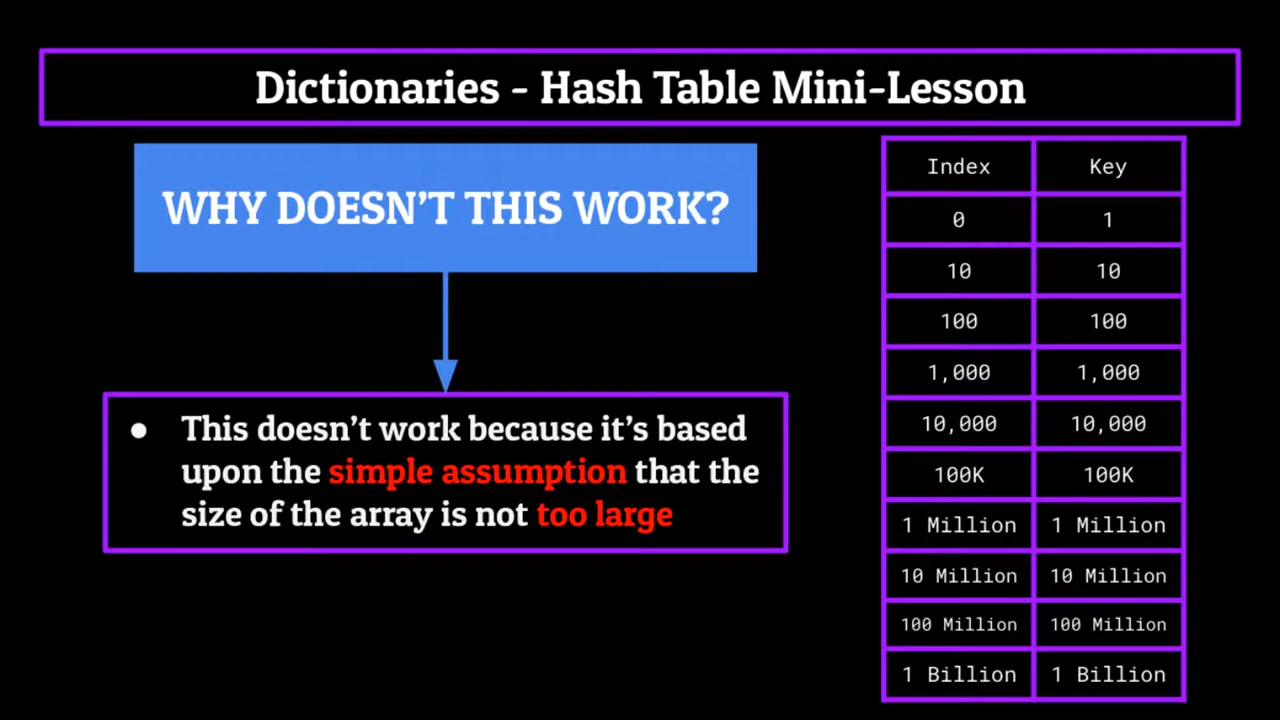 Dictionaries - Hash Table Mini-Lesson
WHY DOESN'T THIS WORK?
● This doesn't work because it's based
upon the simple assumption that the
size of the array is not too large
Index Key
0 1
10 10
100 100
1,000 1,000
10,000 10,000
100K 100K
1 Million 1 Million
10 Million 10 Million
100 Million 100 Million
1 Billion 1 Billion